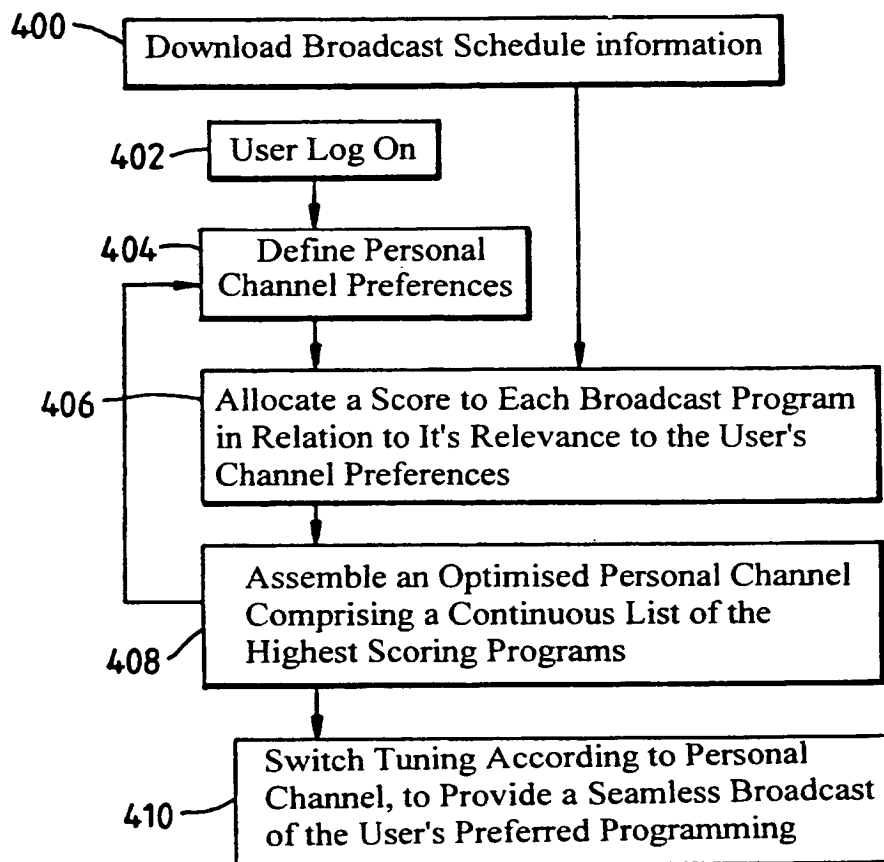 400
Download Broadcast Schedule information
402
User Log On
404
Define Personal
Channel Preferences
406
Allocate a Score to Each Broadcast Program
in Relation to It's Relevance to the User's
Channel Preferences
408
Assemble an Optimised Personal Channel
Comprising a Continuous List of the
Highest Scoring Programs
410
Switch Tuning According to Personal
Channel, to Provide a Seamless Broadcast
of the User's Preferred Programming